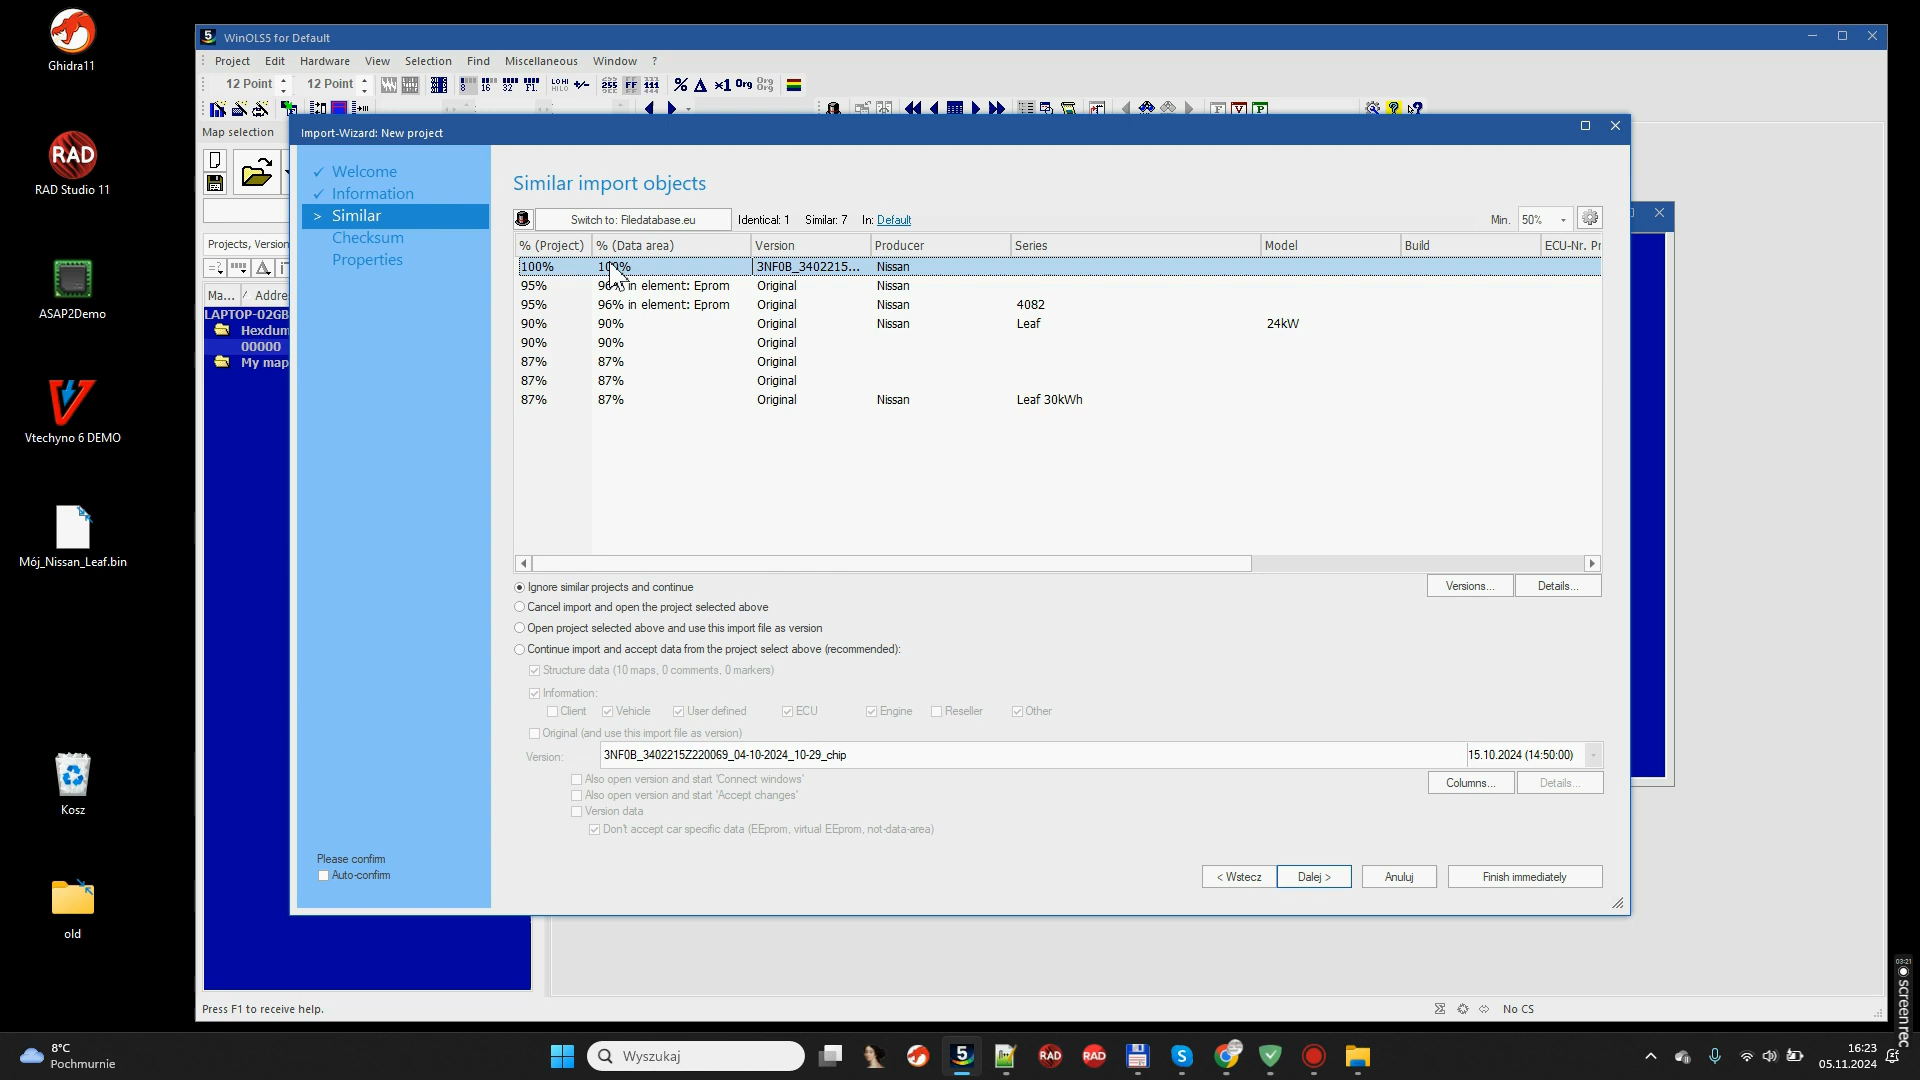 Ghidra11
RAD
RAD Studio 11
ASAP2Demo
Vtechyno 6 DEMO
Mój_Nissan_Leaf.bin
Kosz
old
5 WinOLS5 for Default
Project Edit Hardware View Selection Find Miscellaneous Window ?
12 Point 12 Point
Map selection
Projects, Version
Ma... / Addre
LAPTOP-02GB
Hexdum
00000
My map
Import-Wizard: New project
Welcome
Information
> Similar
Checksum
Properties
Similar import objects
Switch to: Filedatabase.eu Identical: 1 Similar: 7 In: Default Min. 50%
% (Project) % (Data area) Version Producer Series Model Build ECU-Nr. Pr
100% 100% 3NF0B_3402215... Nissan
95% 96% in element: Eprom Original Nissan
95% 96% in element: Eprom Original Nissan 4082
90% 90% Original Nissan Leaf 24kW
90% 90% Original
87% 87% Original
87% 87% Original
87% 87% Original Nissan Leaf 30kWh
Ignore similar projects and continue Versions... Details...
Cancel import and open the project selected above
Open project selected above and use this import file as version
Continue import and accept data from the project select above (recommended):
Structure data (10 maps, 0 comments, 0 markers)
Information:
Client Vehicle User defined ECU Engine Reseller Other
Original (and use this import file as version)
Version: 3NF0B_3402215Z220069_04-10-2024_10-29_chip 15.10.2024 (14:50:00)
Also open version and start 'Connect windows' Columns... Details...
Also open version and start 'Accept changes'
Version data
Don't accept car specific data (EEprom, virtual EEprom, not-data-area)
Please confirm
Auto-confirm
< Wstecz Dalej > Anuluj Finish immediately
Press F1 to receive help. No CS
03:21
screenrec
8°C
Pochmurnie
Wyszukaj
5
RAD RAD
16:23
05.11.2024